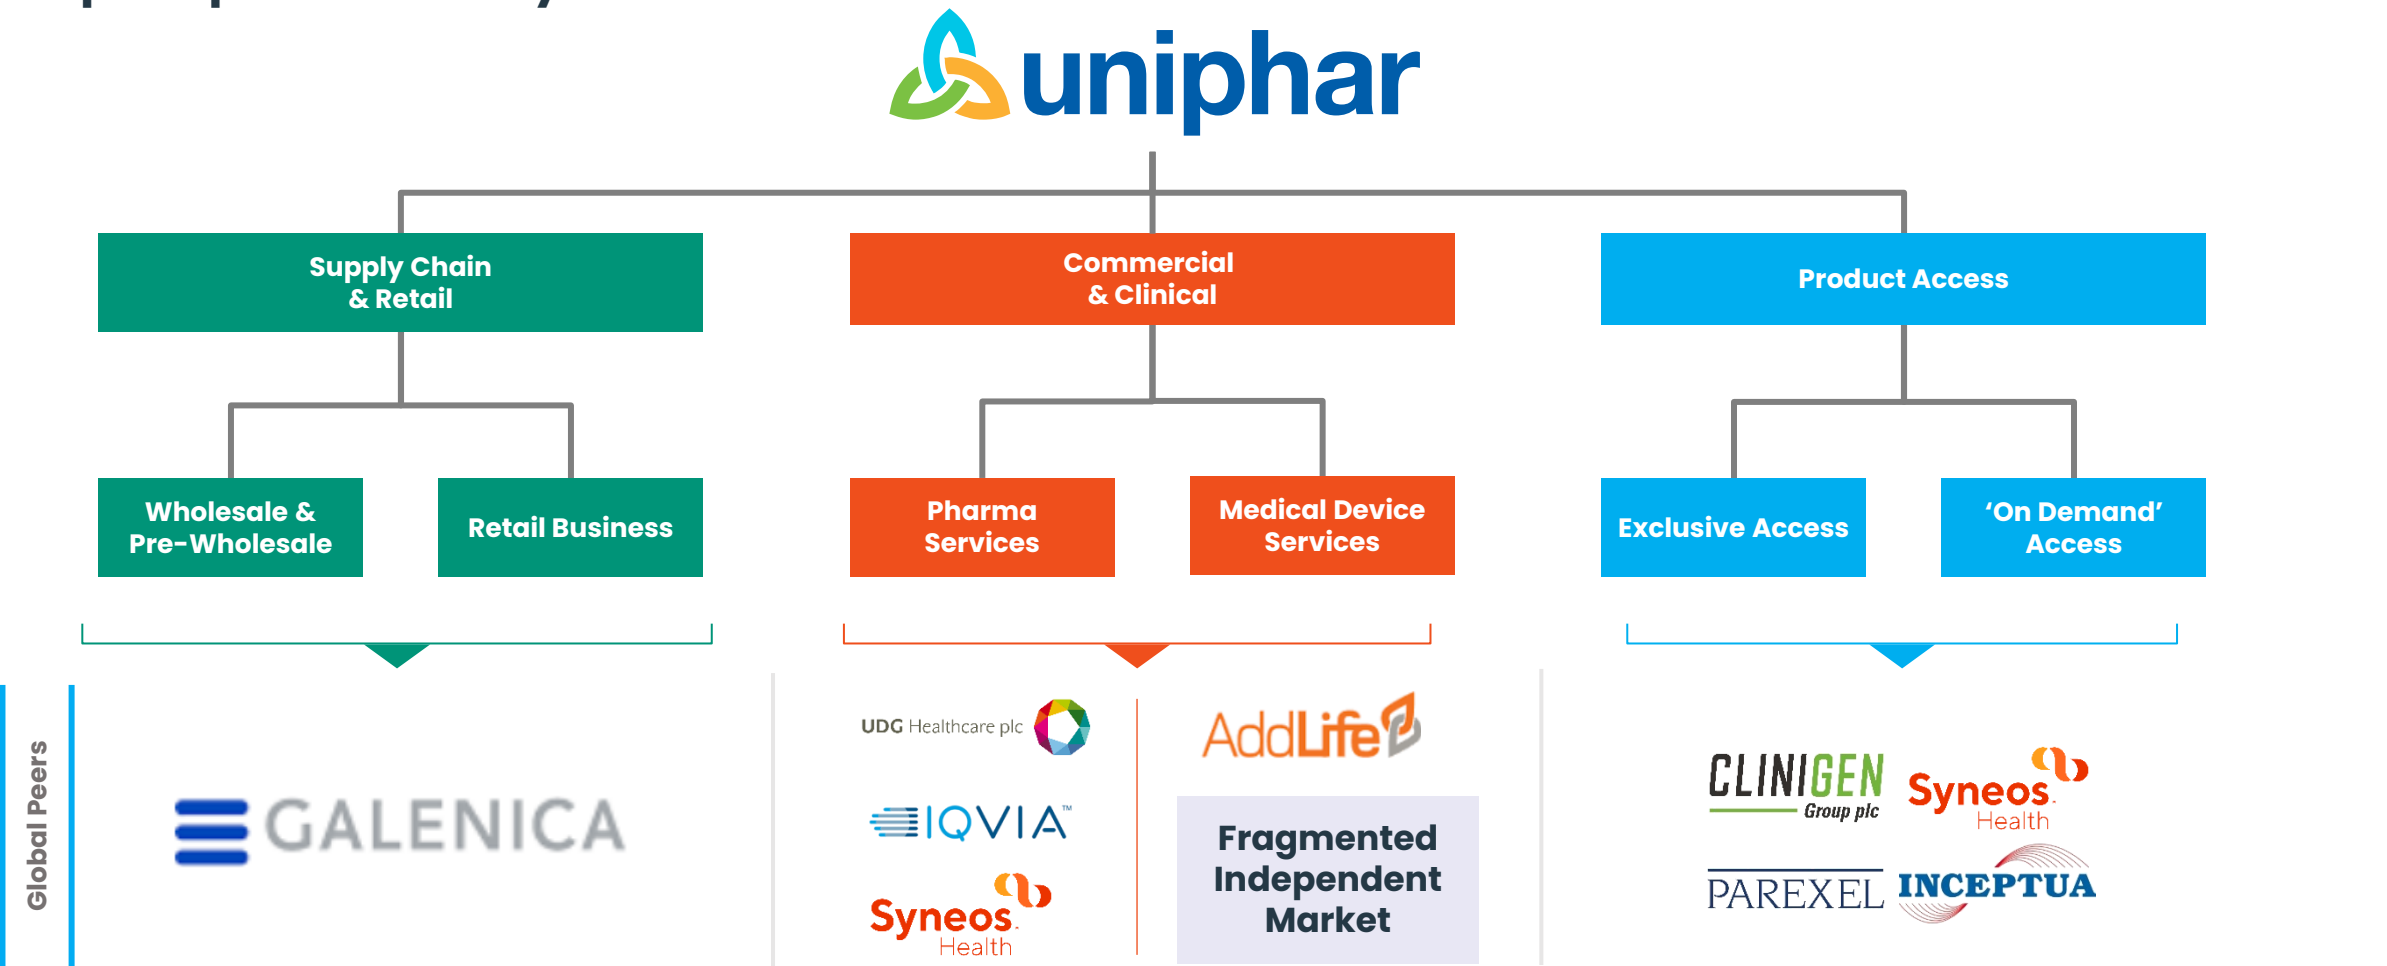 uniphar
Supply Chain
& Retail
Commercial
& Clinical
Product Access
Wholesale &
Pre-Wholesale
Retail Business
Pharma
Services
Medical Device
Services
Exclusive Access
‘On Demand’
Access
Global Peers
GALENICA
UDG Healthcare plc
IQVIA™
Syneos.
Health
AddLife
Fragmented
Independent
Market
CLINIGEN
Group plc
Syneos.
Health
PAREXEL
INCEPTUA